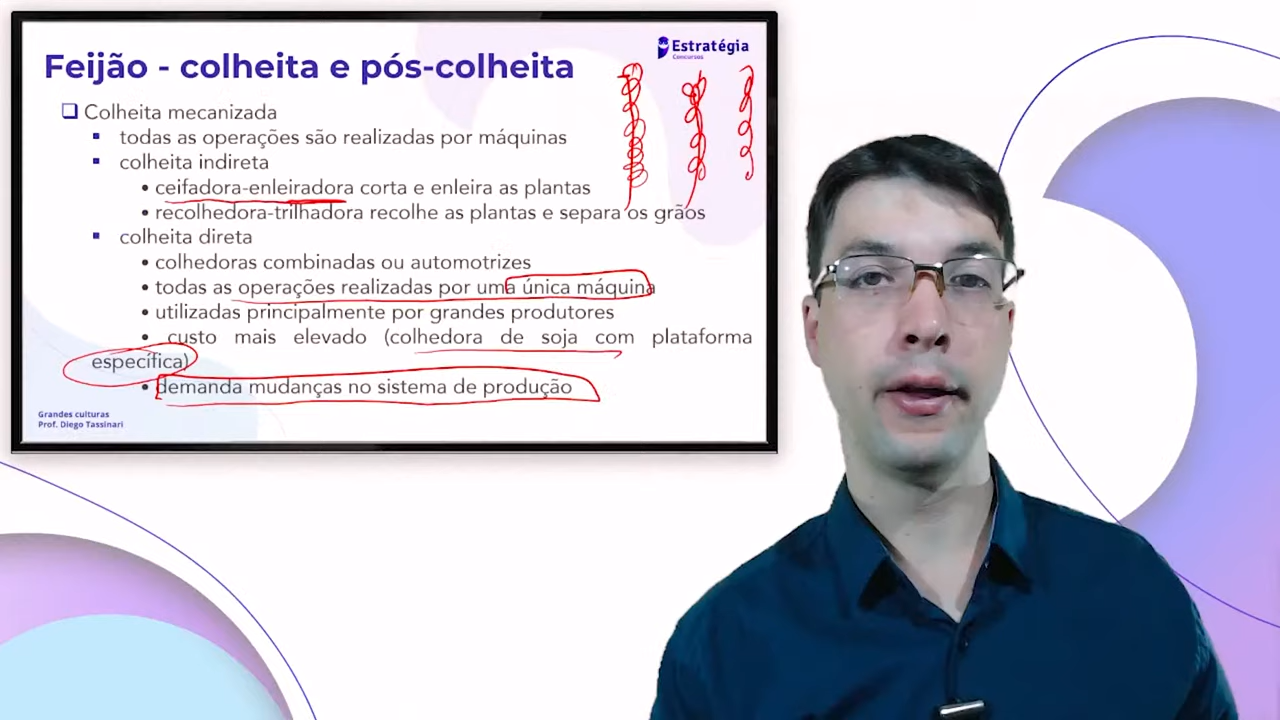 Estratégia
Concursos
Feijão - colheita e pós-colheita
Colheita mecanizada
todas as operações são realizadas por máquinas
colheita indireta
ceifadora-enleiradora corta e enleira as plantas
recolhedora-trilhadora recolhe as plantas e separa os grãos
colheita direta
colhedoras combinadas ou automotrizes
todas as operações realizadas por uma única máquina
utilizadas principalmente por grandes produtores
custo mais elevado (colhedora de soja com plataforma
específica)
demanda mudanças no sistema de produção
Grandes culturas
Prof. Diego Tassinari